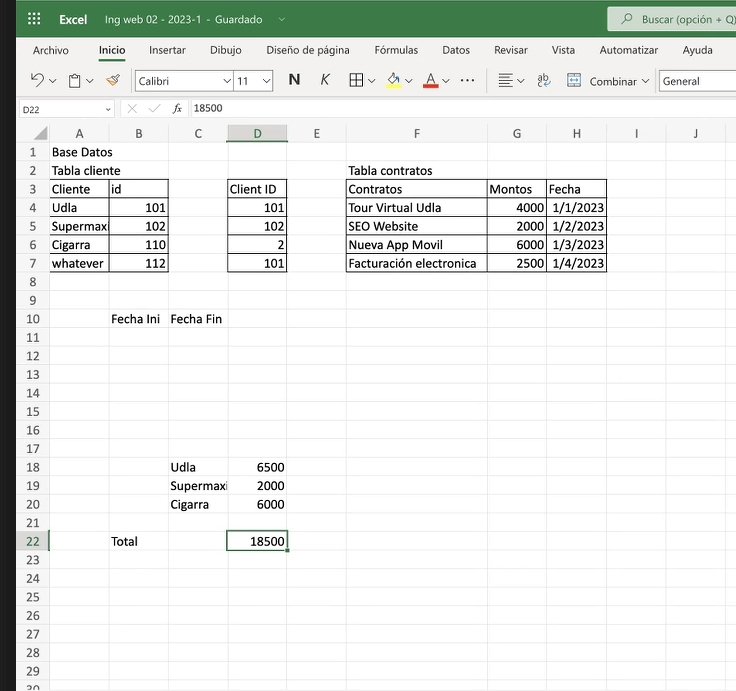 Excel Ing web 02 - 2023-1 - Guardado Buscar (opción + Q)
Archivo Inicio Insertar Dibujo Diseño de página Fórmulas Datos Revisar Vista Automatizar Ayuda
Calibri 11 N K A ab Combinar General
D22 fx 18500
A B C D E F G H I J
1 Base Datos
2 Tabla cliente Tabla contratos
3 Cliente id Client ID Contratos Montos Fecha
4 Udla 101 101 Tour Virtual Udla 4000 1/1/2023
5 Supermaxi 102 102 SEO Website 2000 1/2/2023
6 Cigarra 110 2 Nueva App Movil 6000 1/3/2023
7 whatever 112 101 Facturación electronica 2500 1/4/2023
8
9
10 Fecha Ini Fecha Fin
11
12
13
14
15
16
17
18 Udla 6500
19 Supermaxi 2000
20 Cigarra 6000
21
22 Total 18500
23
24
25
26
27
28
29
30